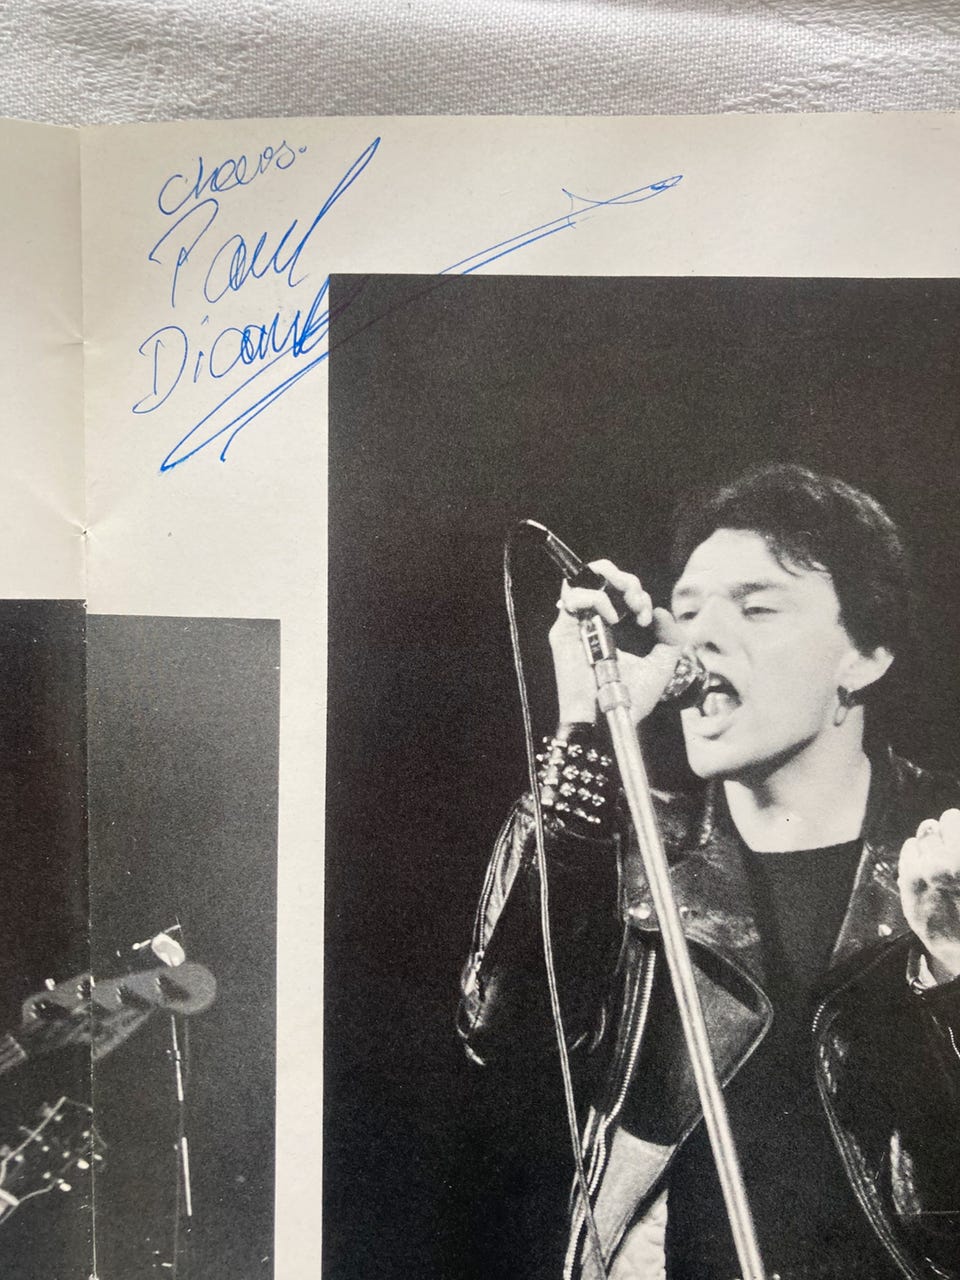 cheers.
Paul
Dianno